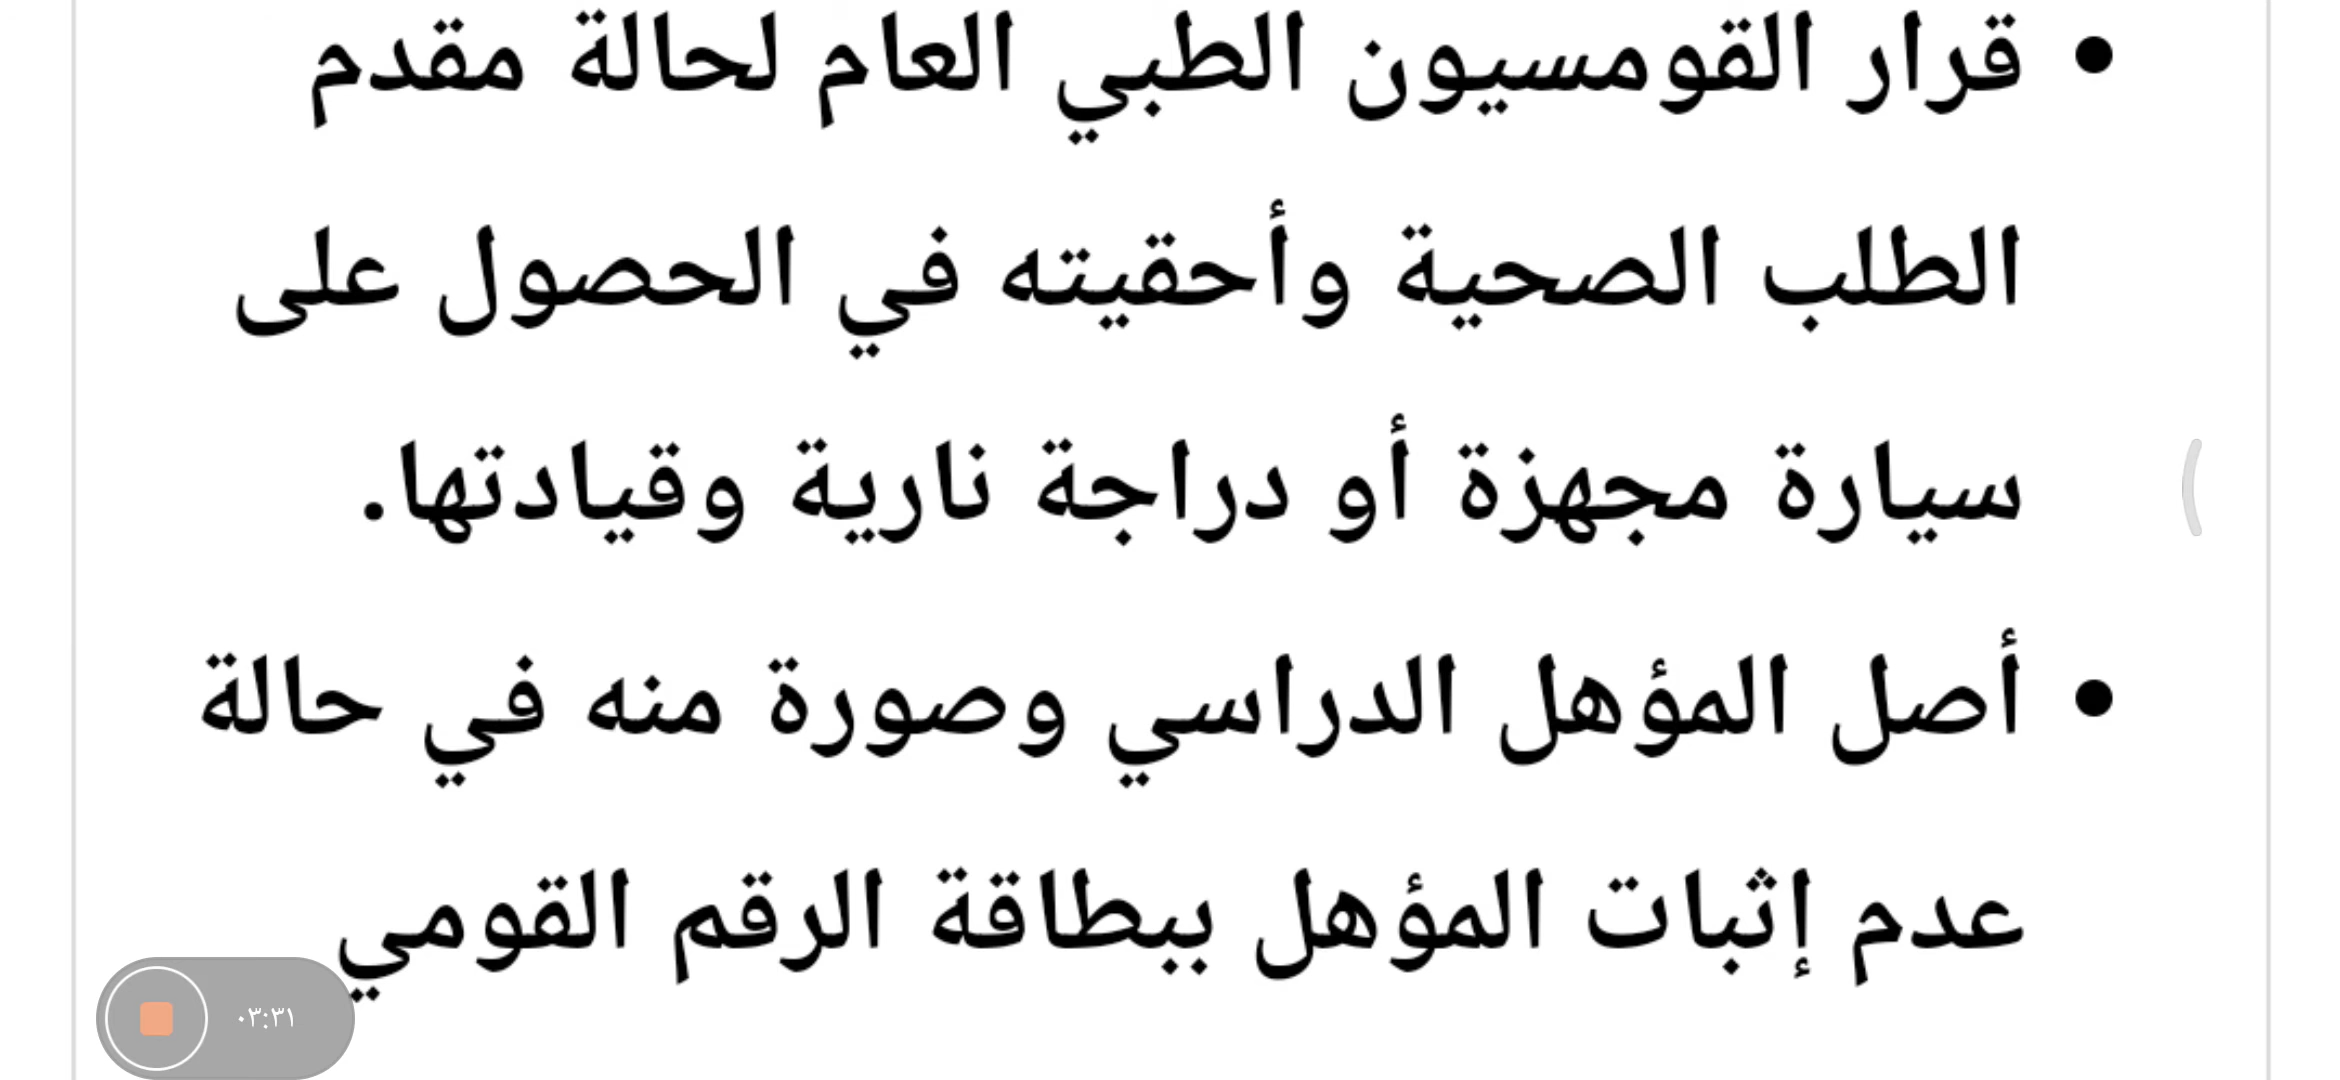 • قرار القومسيون الطبي العام لحالة مقدم
الطلب الصحية وأحقيته في الحصول على
سيارة مجهزة أو دراجة نارية وقيادتها.
• أصل المؤهل الدراسي وصورة منه في حالة
عدم إثبات المؤهل ببطاقة الرقم القومي
٠٣:٣١